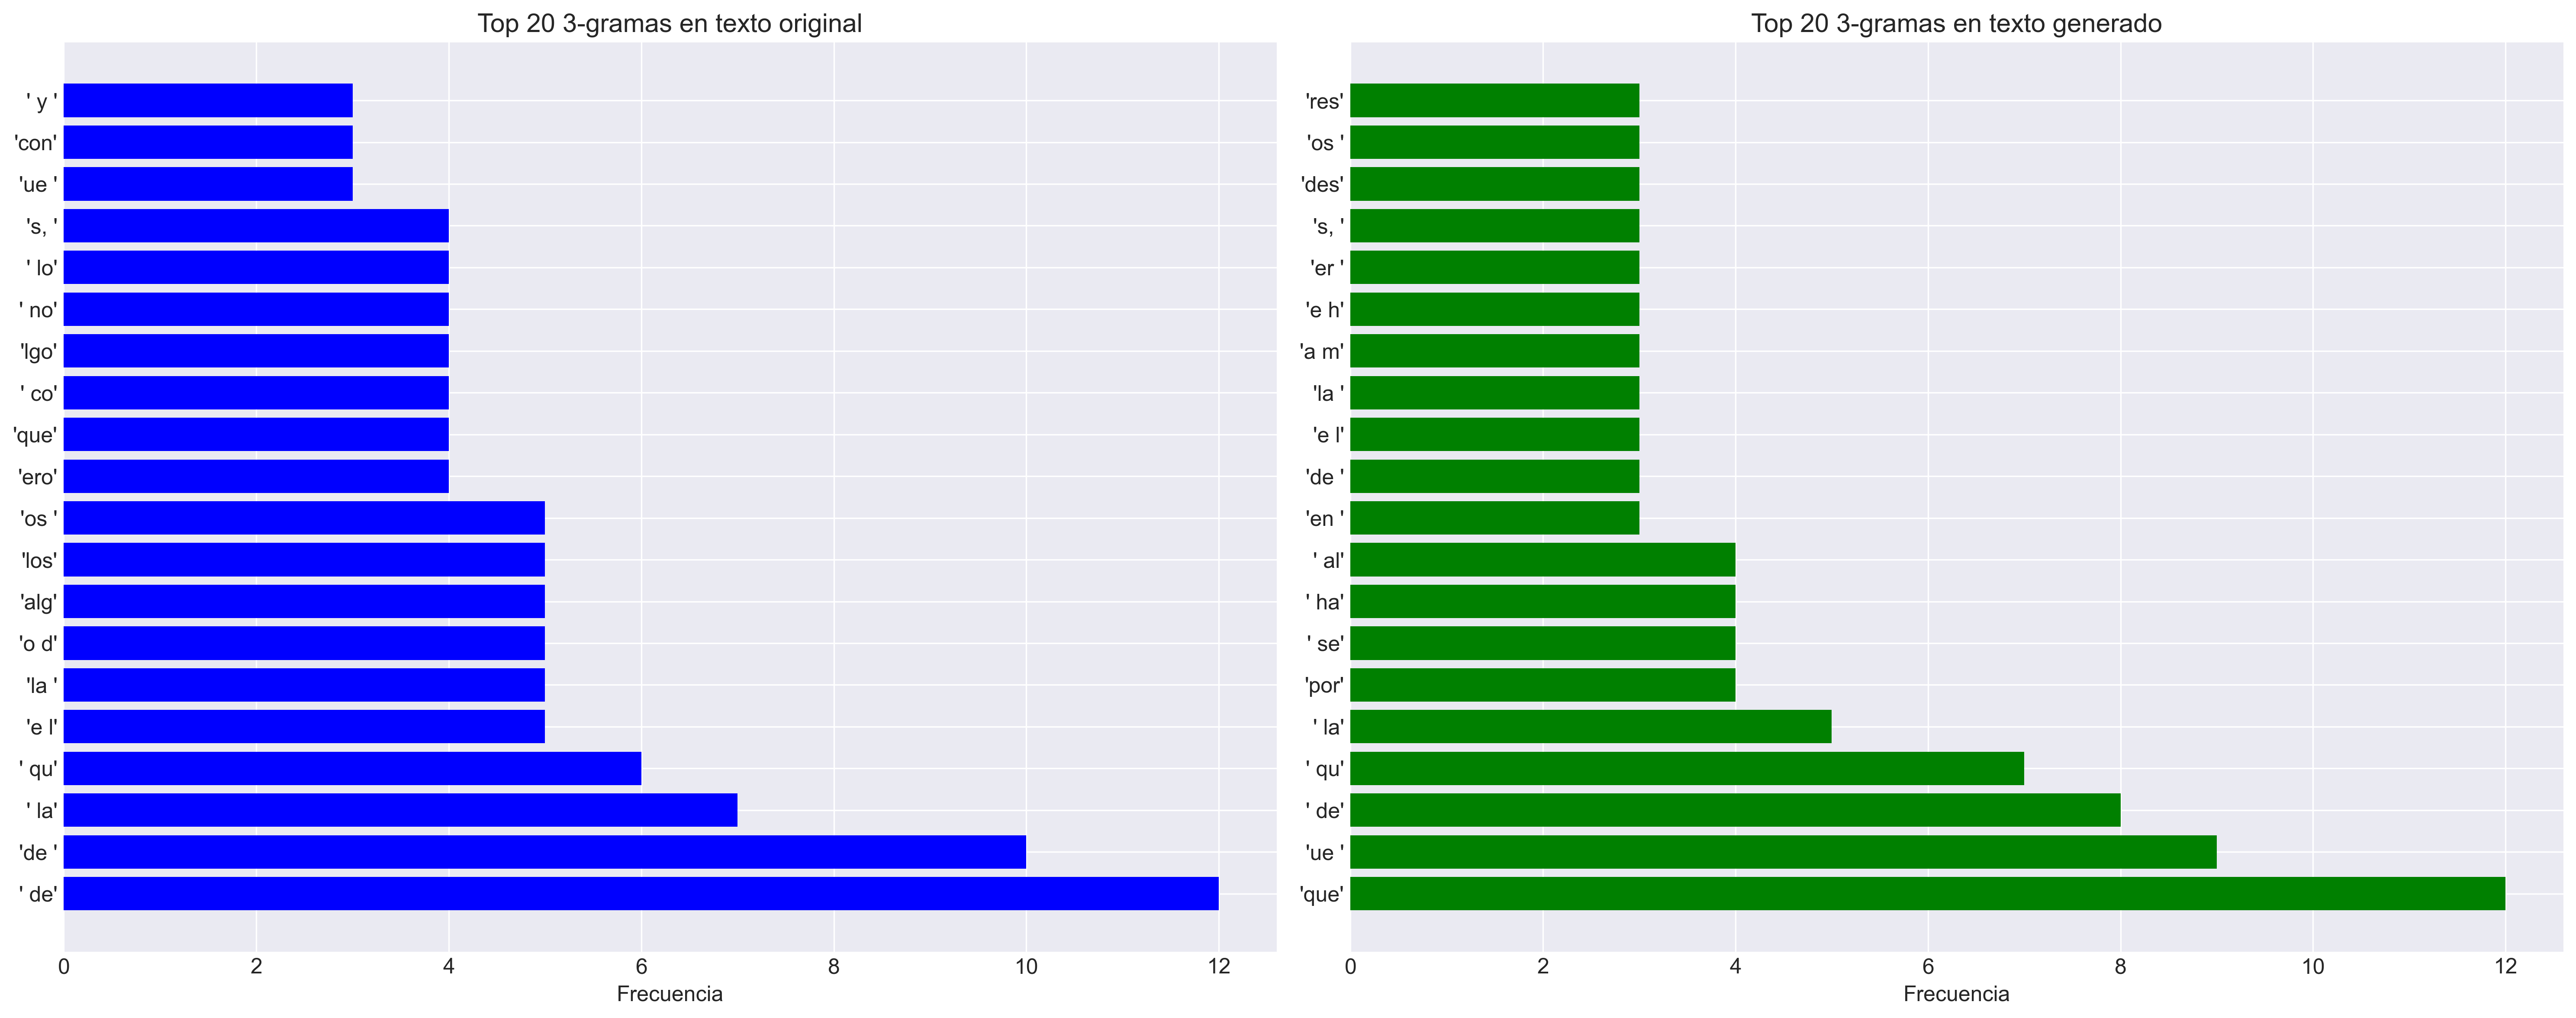 Top 20 3-gramas en texto original
' y '
'con'
'ue '
's, '
' lo'
' no'
'lgo'
' co'
'que'
'ero'
'os '
'los'
'alg'
'o d'
'la '
'e l'
' qu'
' la'
'de '
' de'
0 2 4 6 8 10 12
Frecuencia
Top 20 3-gramas en texto generado
'res'
'os '
'des'
's, '
'er '
'e h'
'a m'
'la '
'e l'
'de '
'en '
' al'
' ha'
' se'
'por'
' la'
' qu'
' de'
'ue '
'que'
0 2 4 6 8 10 12
Frecuencia